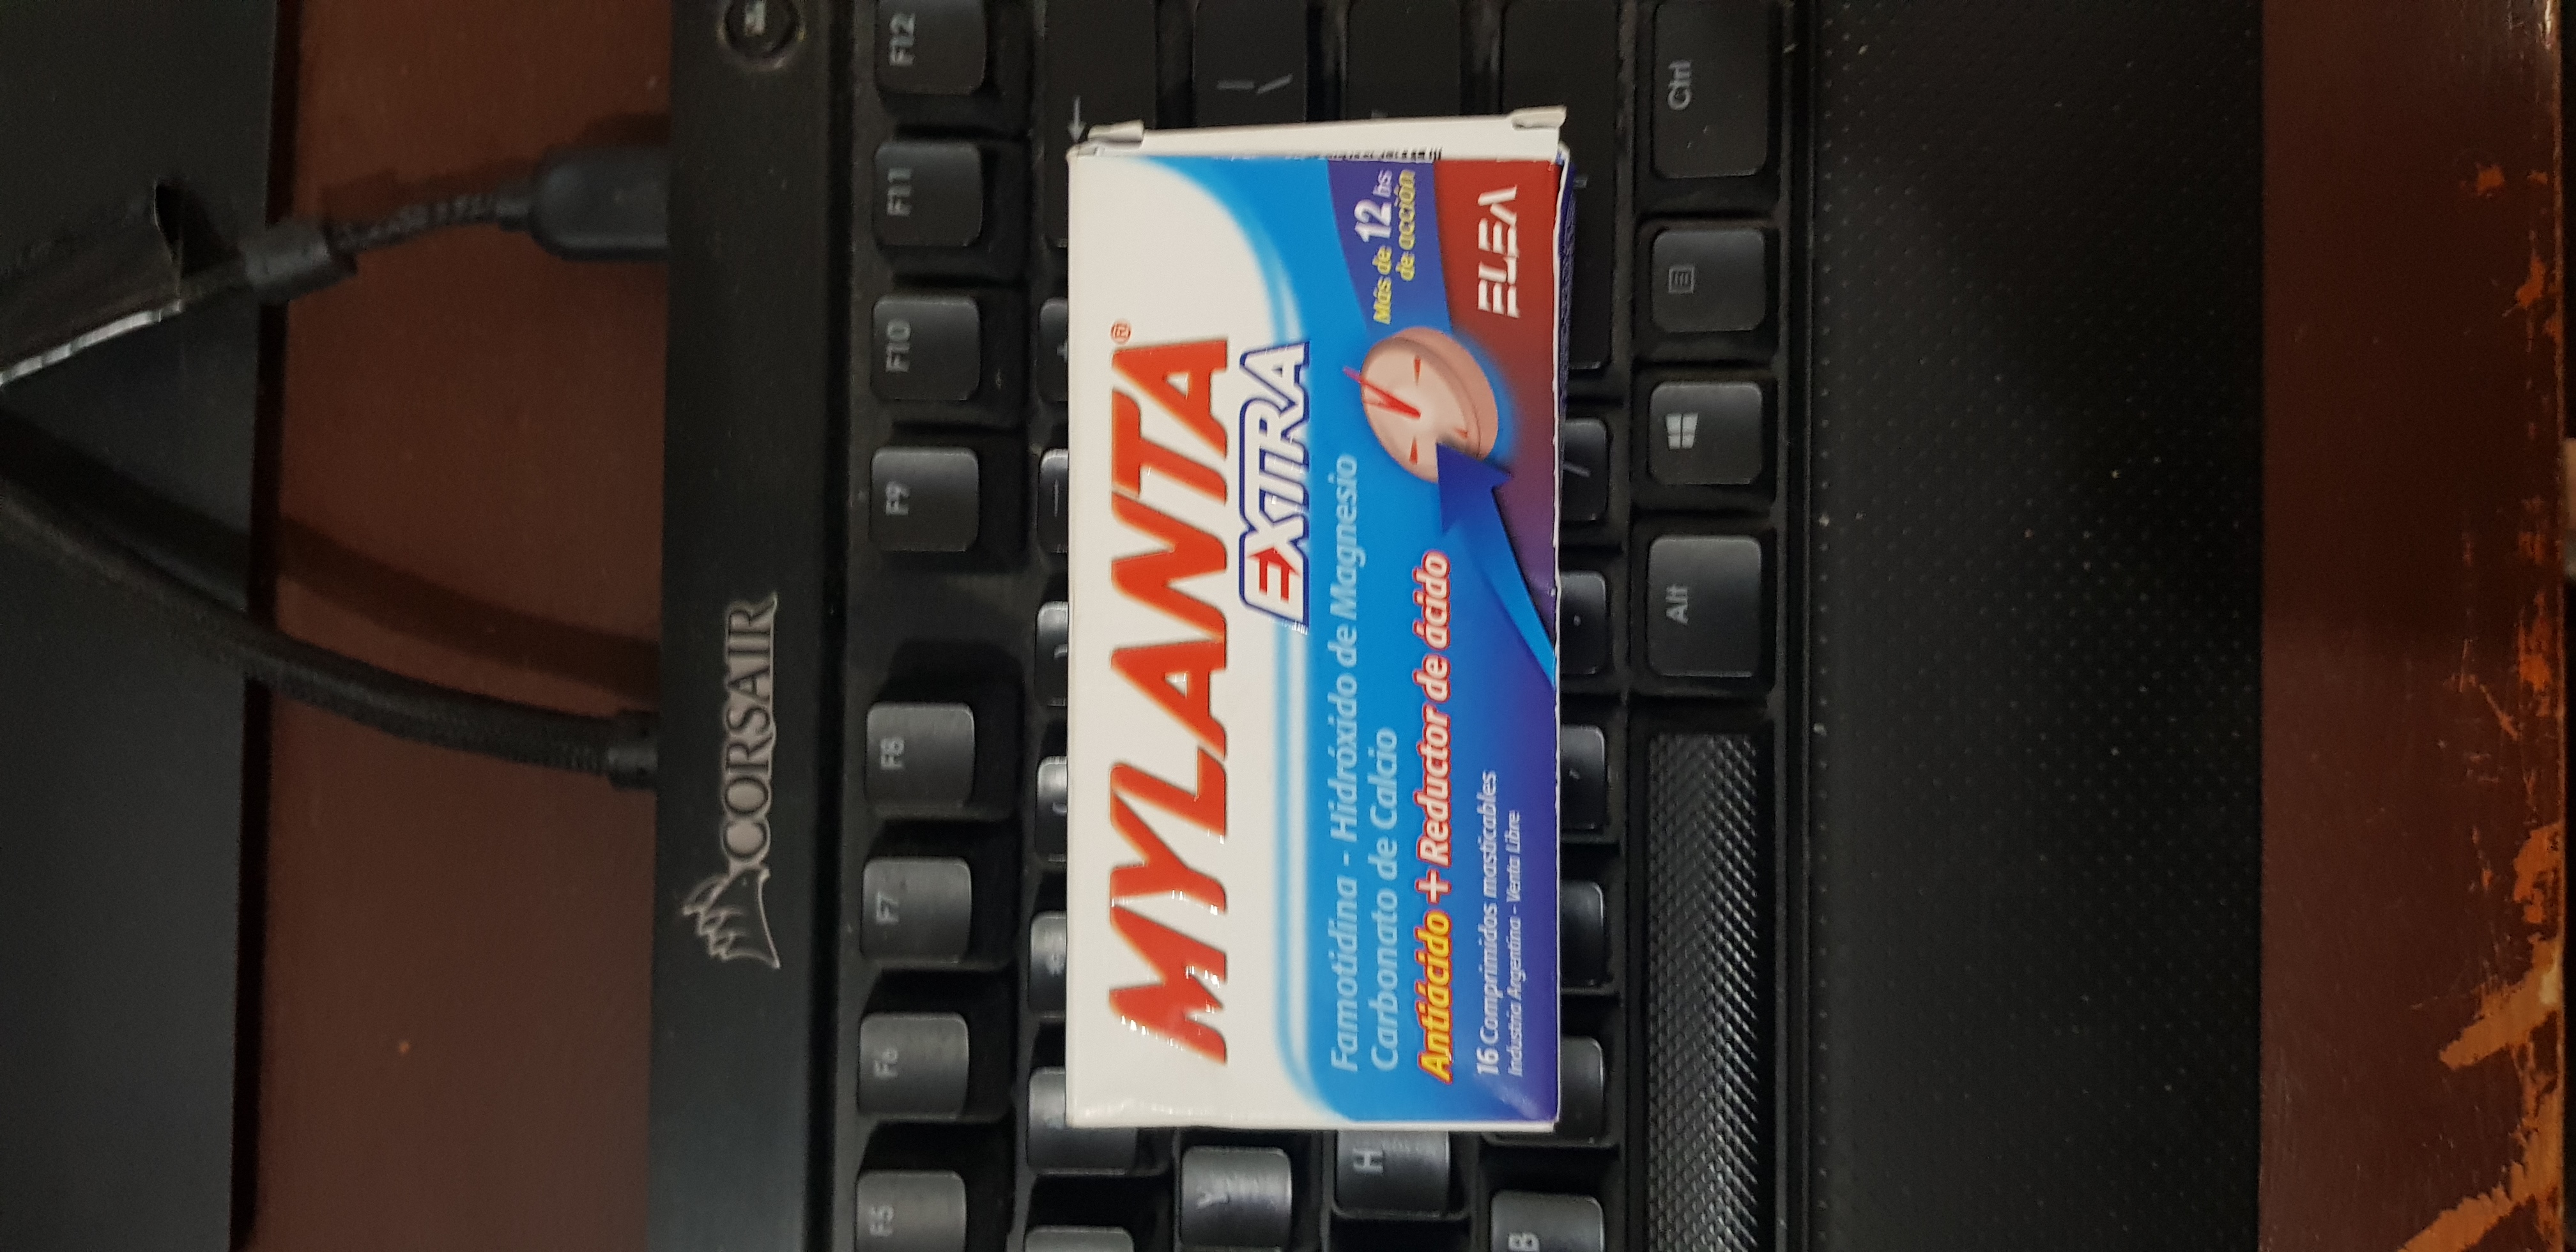 CORSAIR
F5 F6 F7 F8 F9 F10 F11 F12
MYLANTA®
EXTRA
Y
\
Famotidina - Hidróxido de Magnesio
Carbonato de Calcio
H
Más de 12 hs
de acción
Antiácido + Reductor de ácido
16 Comprimidos masticables
Industria Argentina - Venta Libre
ELEA
B
Alt
Ctrl